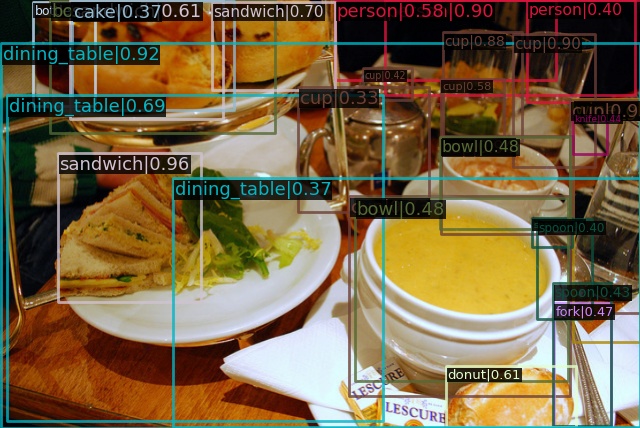 cake|0.37
0.61
sandwich|0.70
person|0.58
0.90
person|0.40
dining_table|0.92
cup|0.88
cup|0.90
cup|0.42
cup|0.58
dining_table|0.69
cup|0.33
cup|0.9
knife|0.44
sandwich|0.96
bowl|0.48
dining_table|0.37
bowl|0.48
spoon|0.40
spoon|0.43
fork|0.47
donut|0.61
LESCURE
LESCURE